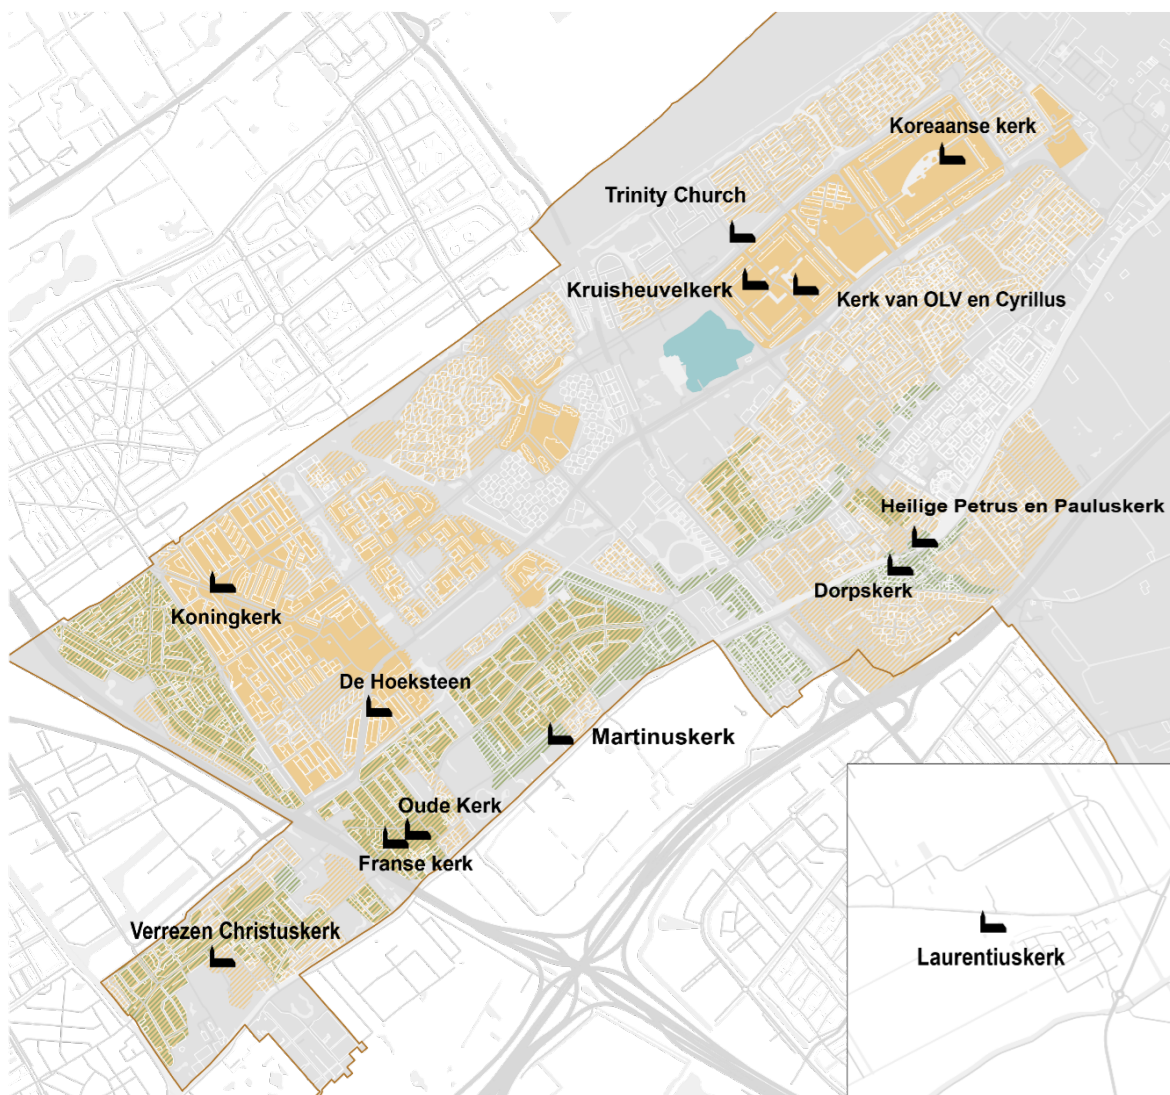 Koreaanse kerk
Trinity Church
Kruisheuvelkerk
Kerk van OLV en Cyrillus
Heilige Petrus en Pauluskerk
Dorpskerk
Koningkerk
De Hoeksteen
Martinuskerk
Oude Kerk
Franse kerk
Verrezen Christuskerk
Laurentiuskerk